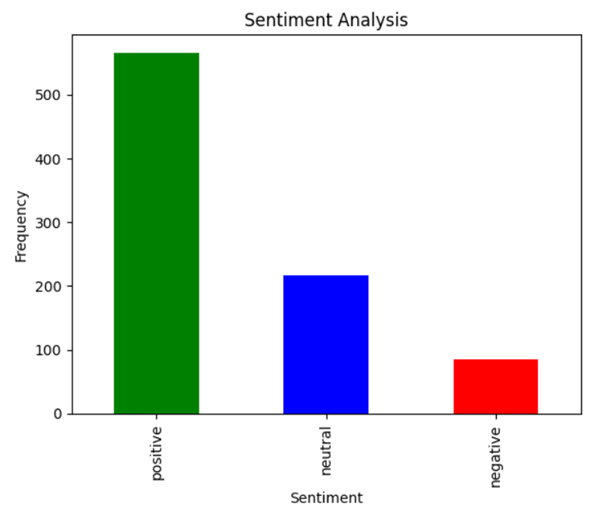 Sentiment Analysis
500
400
300
200
100
0
Frequency
positive
neutral
negative
Sentiment